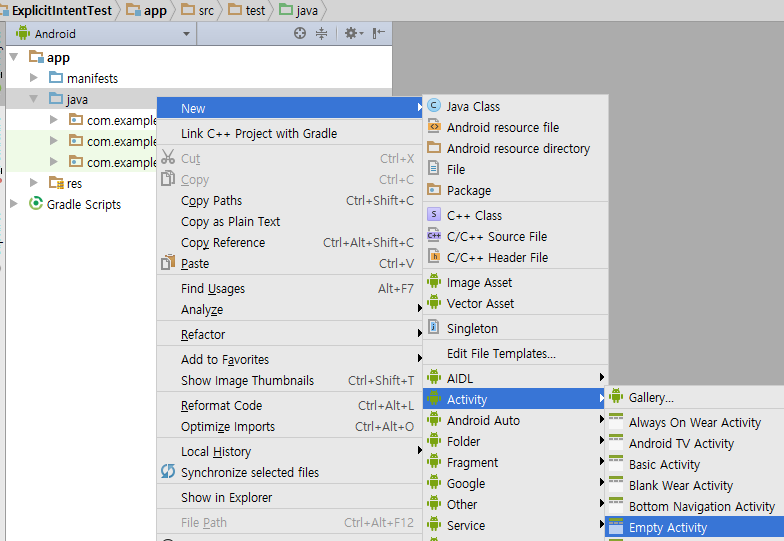 ExplicitIntentTest app src test java
Android
app
manifests
java
com.example
com.example
com.example
res
Gradle Scripts
New
Link C++ Project with Gradle
Cut Ctrl+X
Copy Ctrl+C
Copy Paths Ctrl+Shift+C
Copy as Plain Text
Copy Reference Ctrl+Alt+Shift+C
Paste Ctrl+V
Find Usages Alt+F7
Analyze
Refactor
Add to Favorites
Show Image Thumbnails Ctrl+Shift+T
Reformat Code Ctrl+Alt+L
Optimize Imports Ctrl+Alt+O
Local History
Synchronize selected files
Show in Explorer
File Path Ctrl+Alt+F12
Java Class
Android resource file
Android resource directory
File
Package
C++ Class
C/C++ Source File
C/C++ Header File
Image Asset
Vector Asset
Singleton
Edit File Templates...
AIDL
Activity
Android Auto
Folder
Fragment
Google
Other
Service
Gallery...
Always On Wear Activity
Android TV Activity
Basic Activity
Blank Wear Activity
Bottom Navigation Activity
Empty Activity